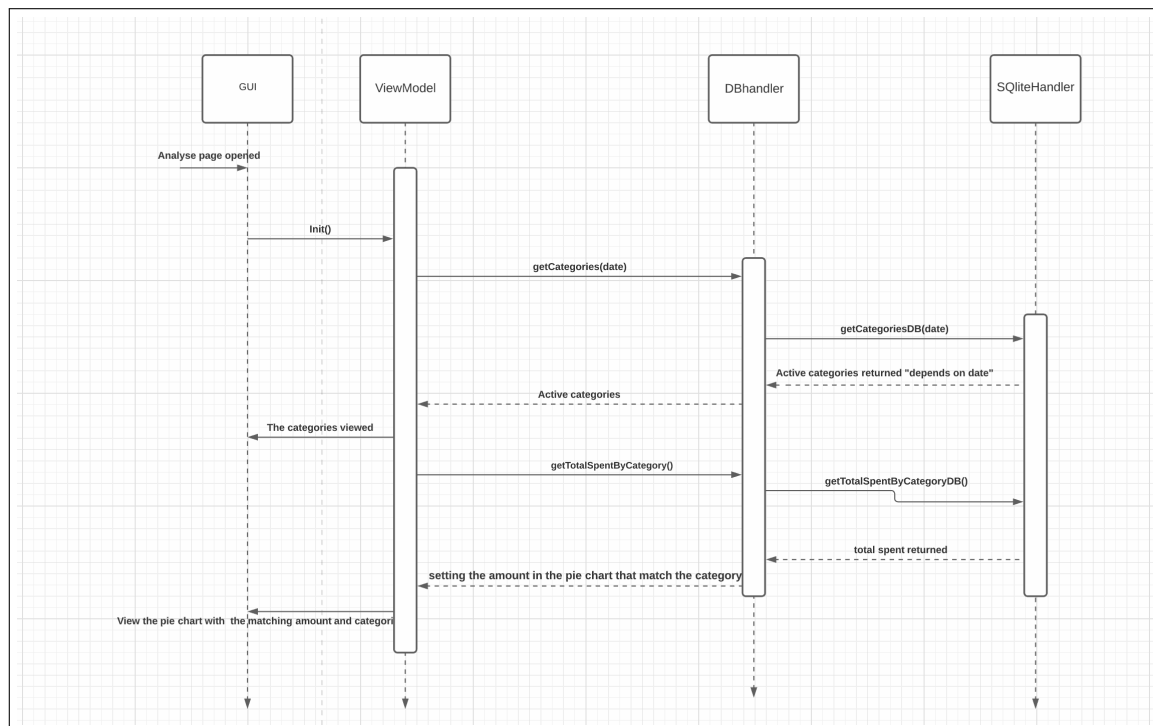 GUI
ViewModel
DBhandler
SQliteHandler
Analyse page opened
Init()
getCategories(date)
getCategoriesDB(date)
Active categories returned "depends on date"
Active categories
The categories viewed
getTotalSpentByCategory()
getTotalSpentByCategoryDB()
total spent returned
setting the amount in the pie chart that match the category
View the pie chart with the matching amount and categori